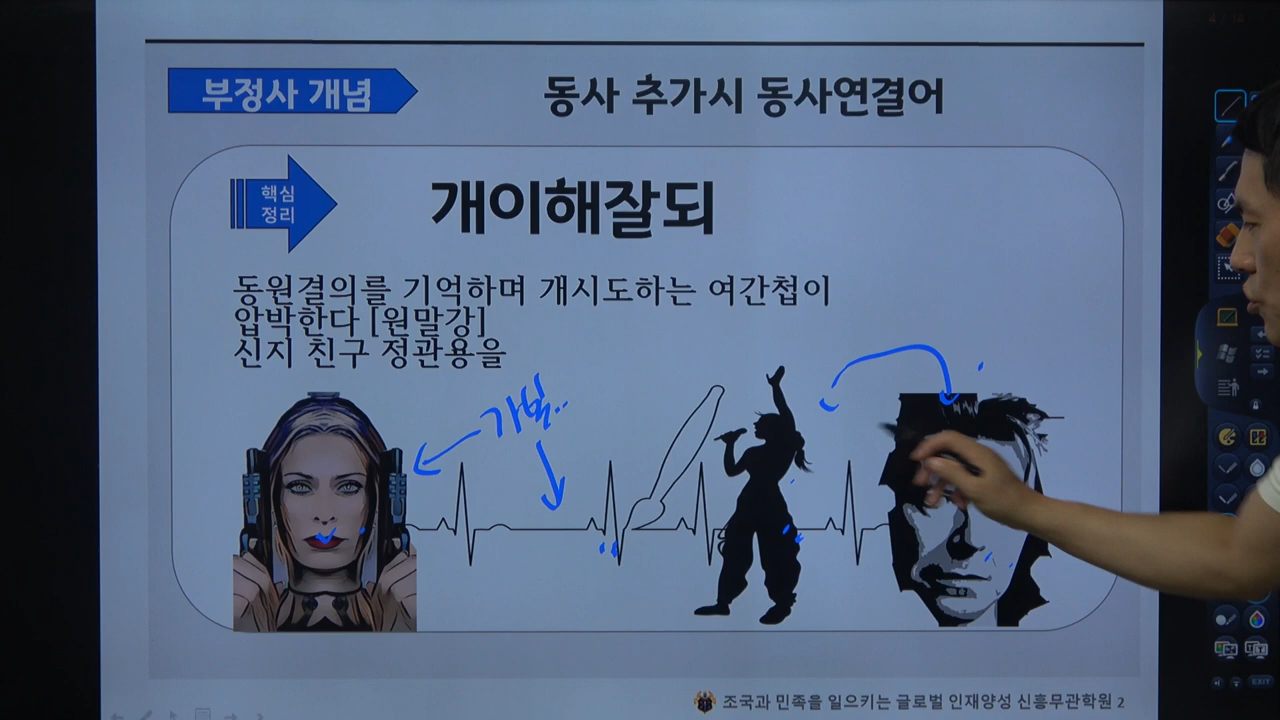 4 / 14
부정사 개념
동사 추가시 동사연결어
핵심
정리
개이해잘되
동원결의를 기억하며 개시도하는 여간첩이
압박한다 [원말강]
신지 친구 정관용을
조국과 민족을 일으키는 글로벌 인재양성 신흥무관학원 2
EXIT